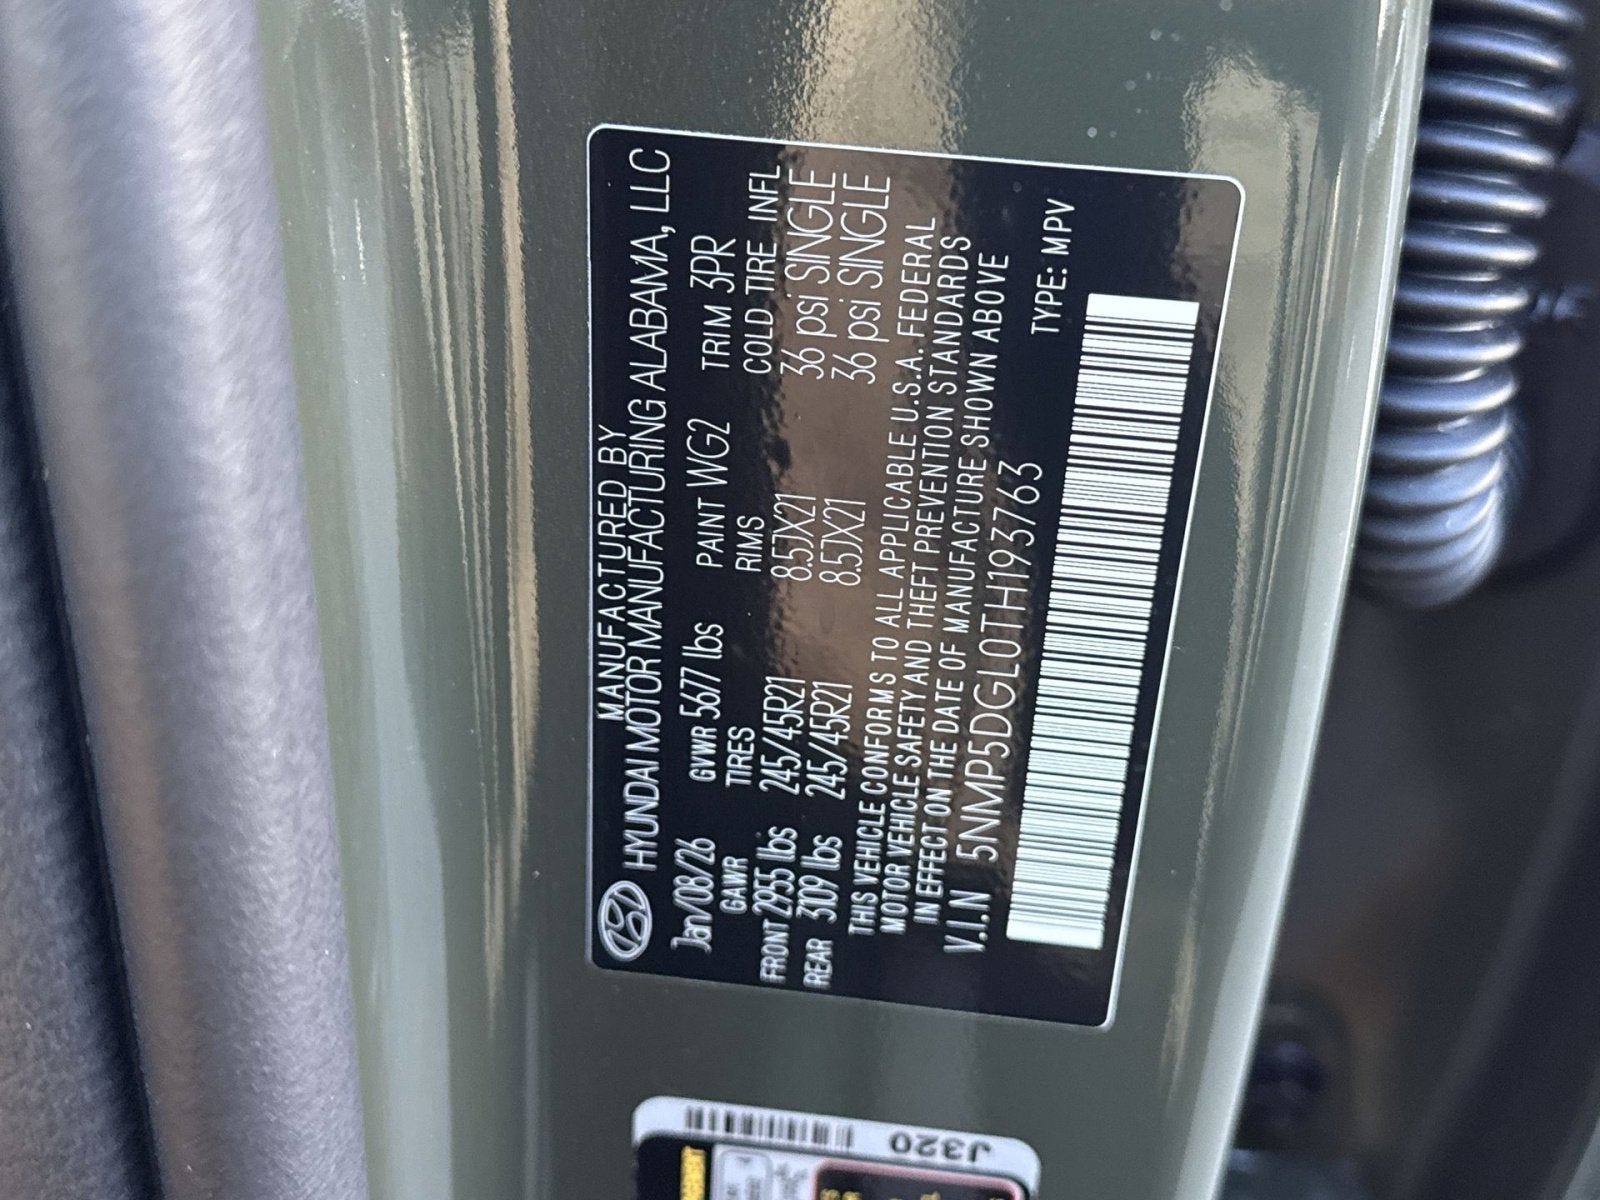 MANUFACTURED BY
HYUNDAI MOTOR MANUFACTURING ALABAMA, LLC
Jan/08/26 GVWR 5677 lbs PAINT WG2 TRIM 3PR
GAWR TIRES RIMS COLD TIRE INFL
FRONT 2955 lbs 245/45R21 8.5JX21 36 psi SINGLE
REAR 3109 lbs 245/45R21 8.5JX21 36 psi SINGLE
THIS VEHICLE CONFORMS TO ALL APPLICABLE U.S.A. FEDERAL
MOTOR VEHICLE SAFETY AND THEFT PREVENTION STANDARDS
IN EFFECT ON THE DATE OF MANUFACTURE SHOWN ABOVE
V.I.N 5NMP5DGL0TH193763
TYPE: MPV
J320